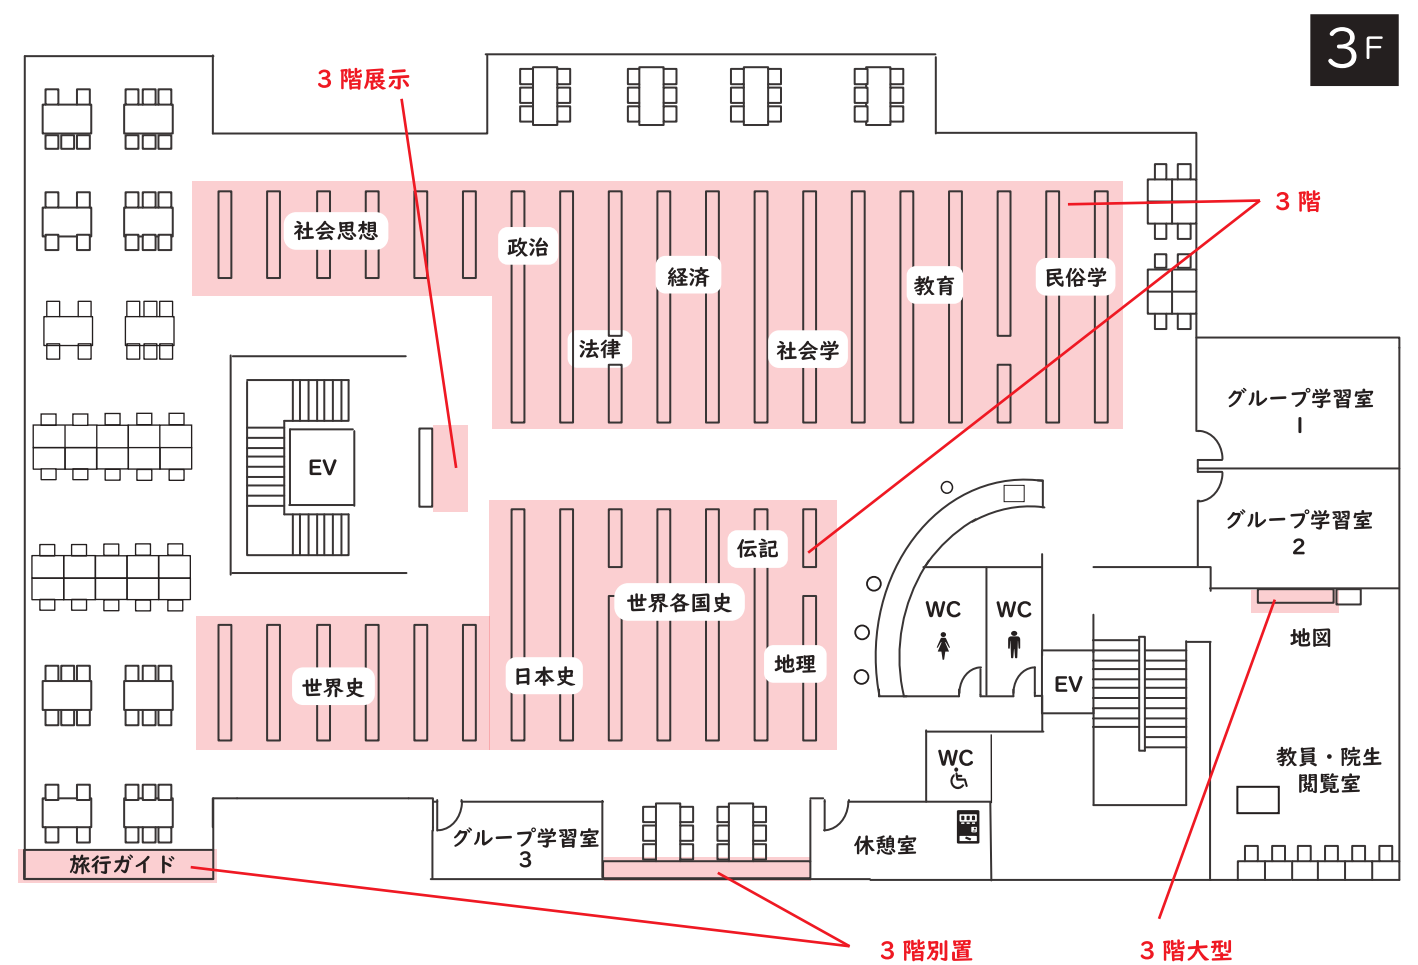 3F
3階展示
3階
社会思想
政治
経済
教育
民俗学
法律
社会学
グループ学習室
1
EV
グループ学習室
2
伝記
世界各国史
WC
WC
地図
日本史
地理
世界史
EV
WC
教員・院生
閲覧室
グループ学習室
3
休憩室
旅行ガイド
3階別置
3階大型